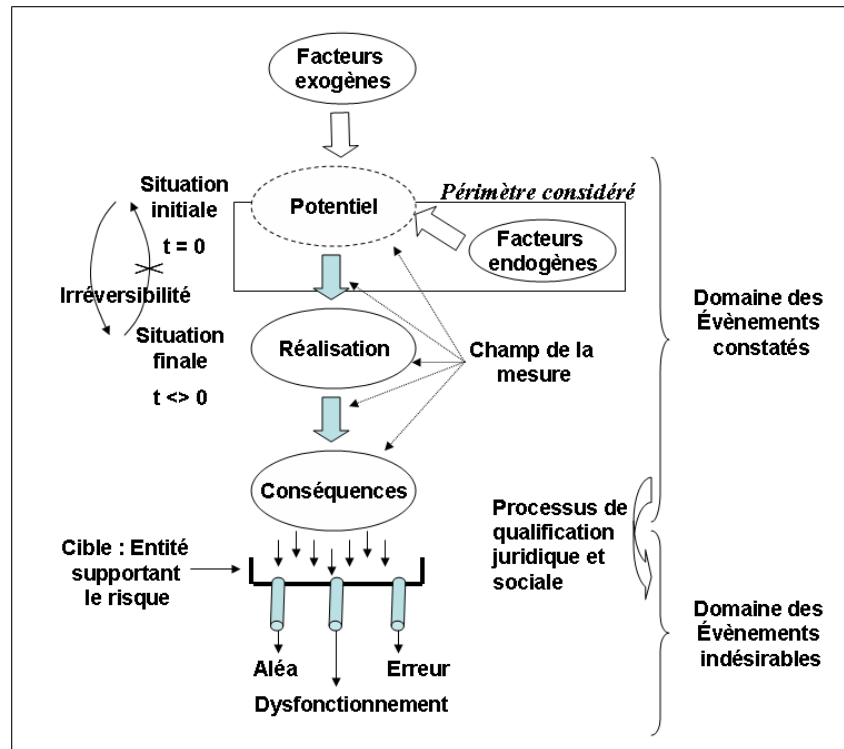 Facteurs
exogènes
Situation
initiale
t = 0
Potentiel
Périmètre considéré
Facteurs
endogènes
Irréversibilité
Situation
finale
t <> 0
Réalisation
Champ de la
mesure
Domaine des
Évènements
constatés
Conséquences
Processus de
qualification
juridique et
sociale
Cible : Entité
supportant
le risque
Aléa
Erreur
Dysfonctionnement
Domaine des
Évènements
indésirables